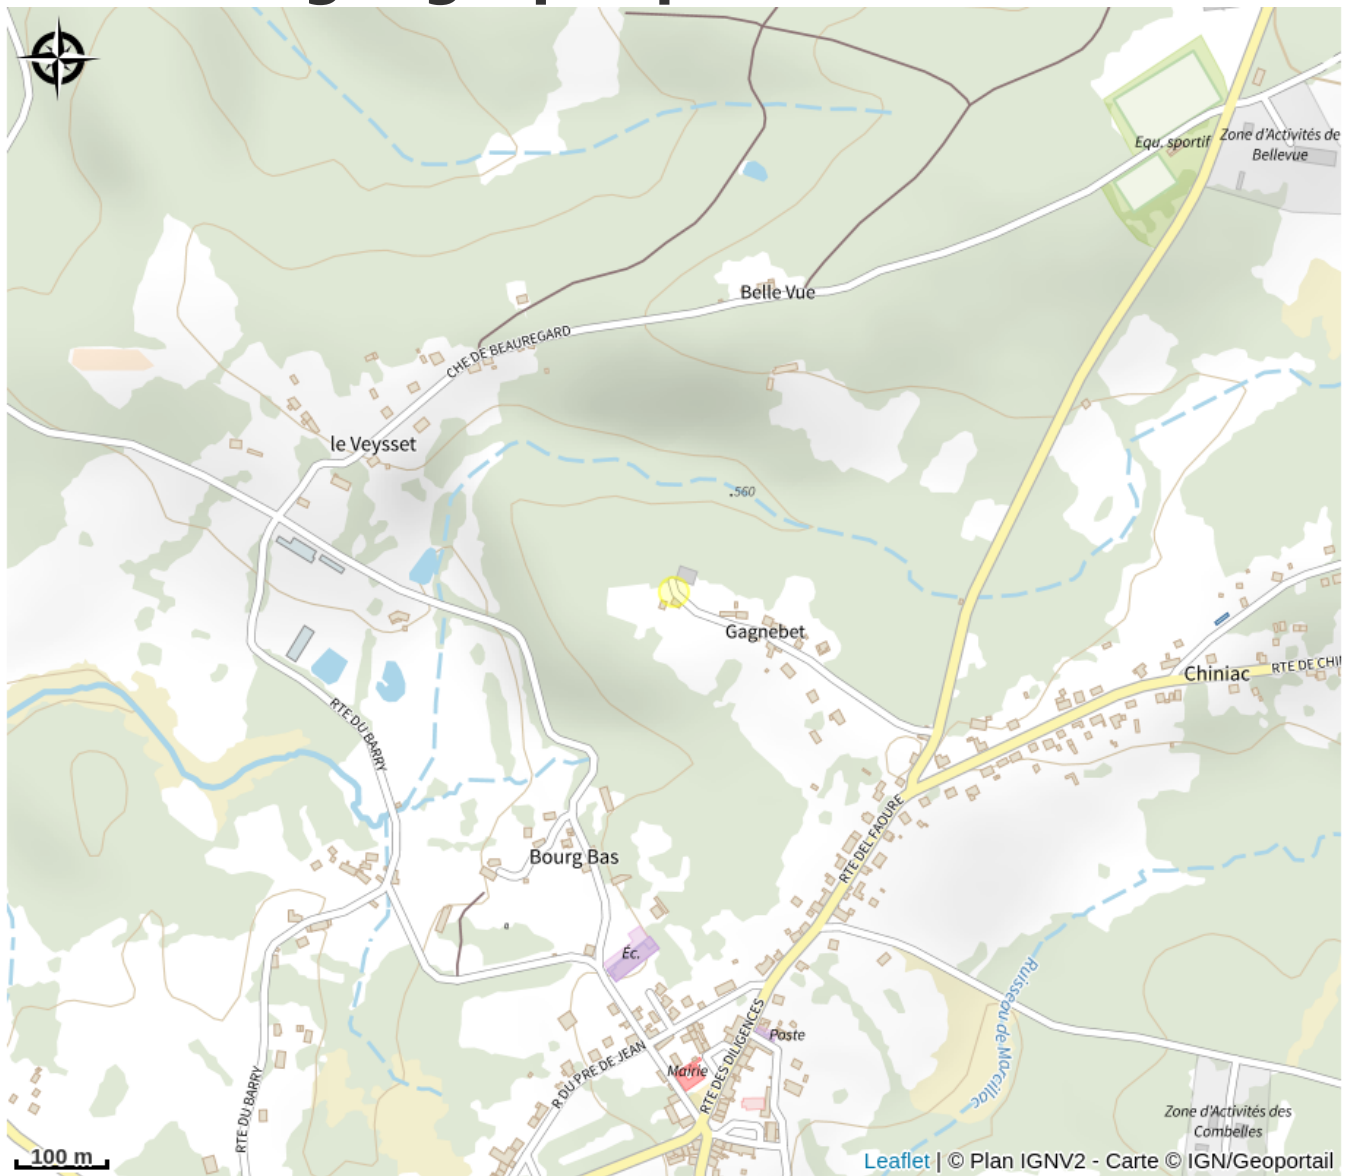 Equ. sportif
Zone d'Activités de
Bellevue
Belle Vue
CHE DE BEAUREGARD
le Veysset
.560
Gagnebet
Chiniac
RTE DE CHI
RTE DU BARRY
RTE DEL FAOURE
Bourg Bas
Éc.
Ruisseau de Marcillac
Poste
R DU PRE DE JEAN
Mairie
RTE DES DILIGENCES
RTE DU BARRY
Zone d'Activités des
Combelles
100 m
Leaflet | © Plan IGNV2 - Carte © IGN/Geoportail